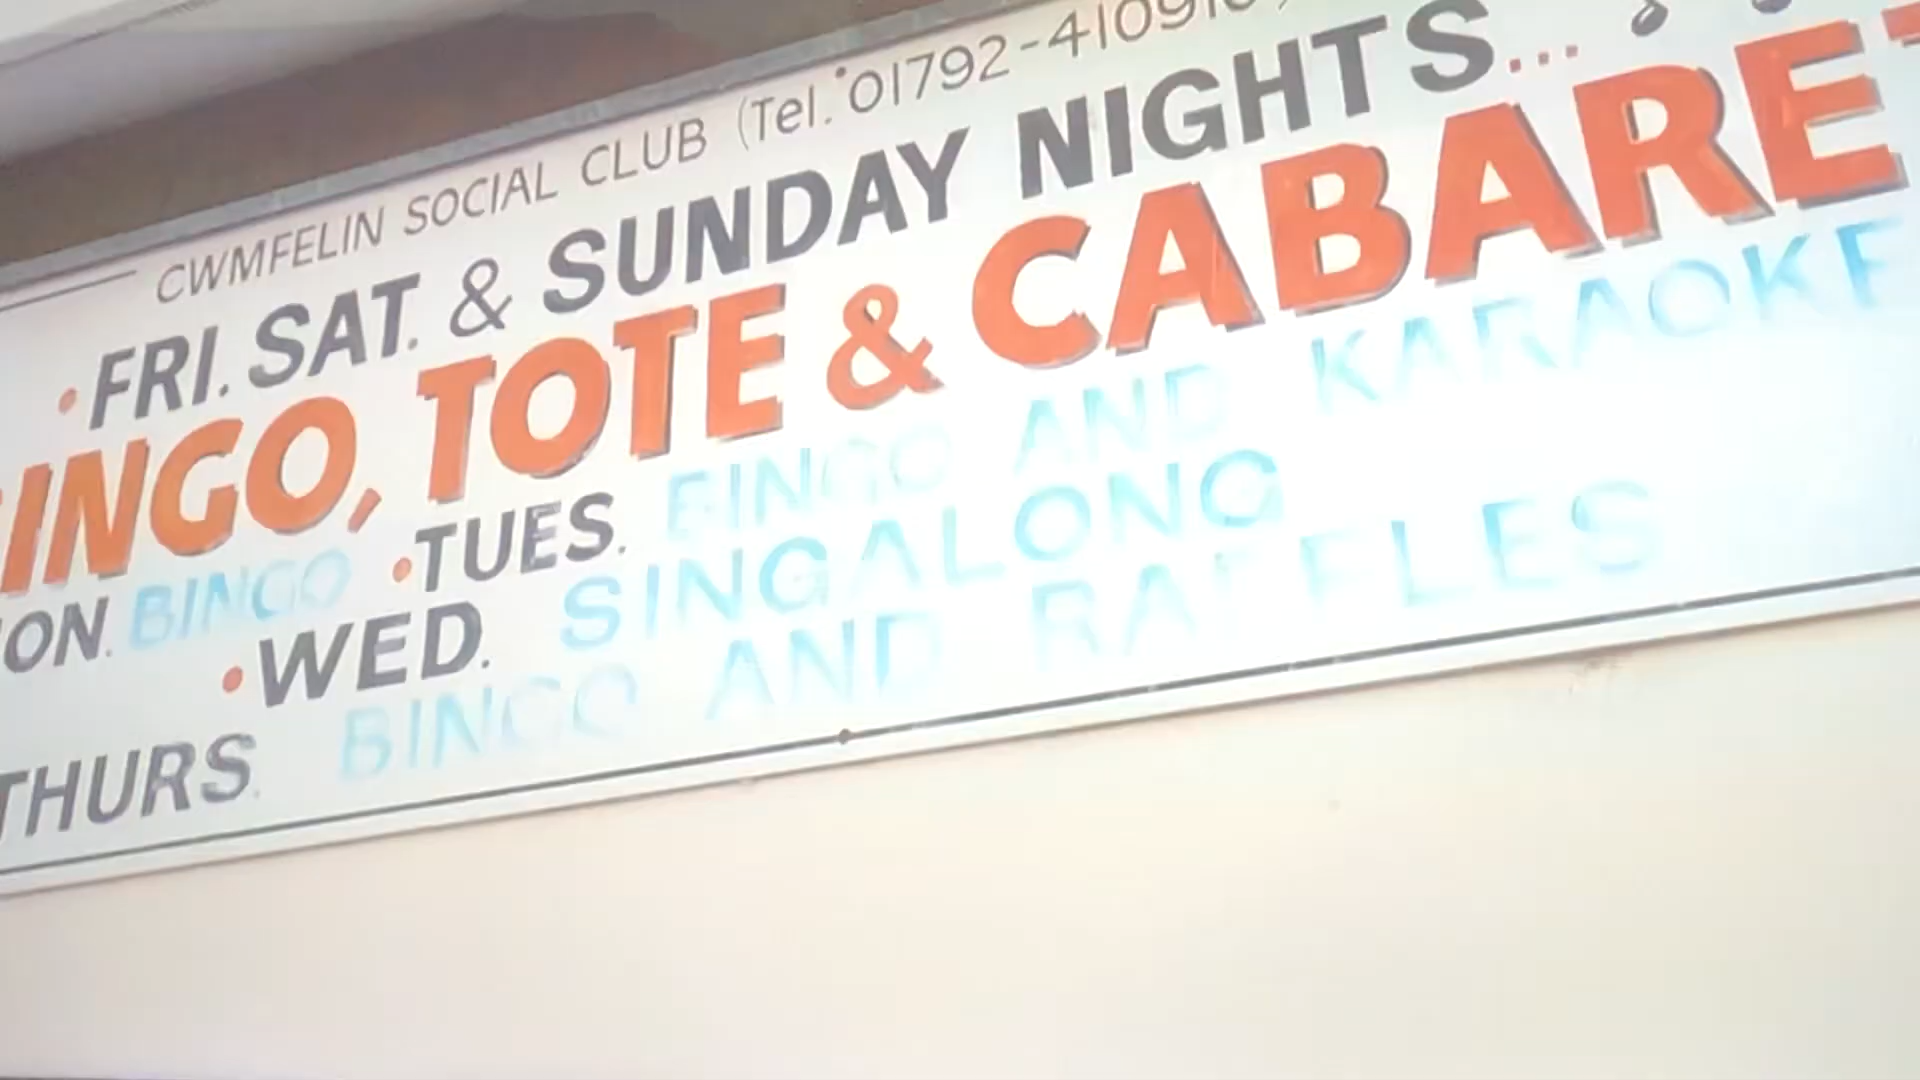 CWMFELIN SOCIAL CLUB (Tel. 01792-410910
• FRI. SAT. & SUNDAY NIGHTS...
INGO, TOTE & CABARE
ON. BINGO • TUES. BINGO AND KARAOKE
• WED. SINGALONG
THURS. BINGO AND RAFFLES